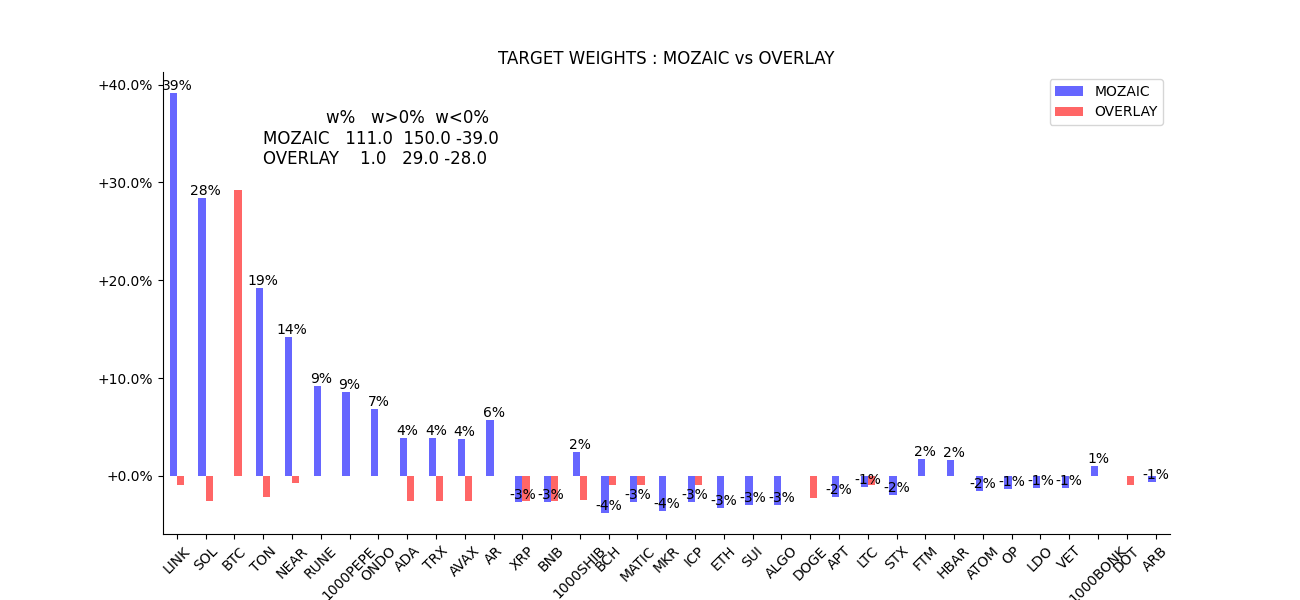 TARGET WEIGHTS : MOZAIC vs OVERLAY
MOZAIC
OVERLAY
w% w>0% w<0%
MOZAIC 111.0 150.0 -39.0
OVERLAY 1.0 29.0 -28.0
+40.0%
+30.0%
+20.0%
+10.0%
+0.0%
39%
28%
19%
14%
9%
9%
7%
4%
4%
4%
6%
-3%
-3%
2%
-4%
-3%
-4%
-3%
-3%
-3%
-3%
-2%
-1%
-2%
2%
2%
-2%
-1%
-1%
-1%
1%
-1%
LINK
SOL
BTC
TON
NEAR
RUNE
1000PEPE
ONDO
ADA
TRX
AVAX
AR
XRP
BNB
1000SHIB
BCH
MATIC
MKR
ICP
ETH
SUI
ALGO
DOGE
APT
LTC
STX
FTM
HBAR
ATOM
OP
LDO
VET
1000BONK
DOT
ARB